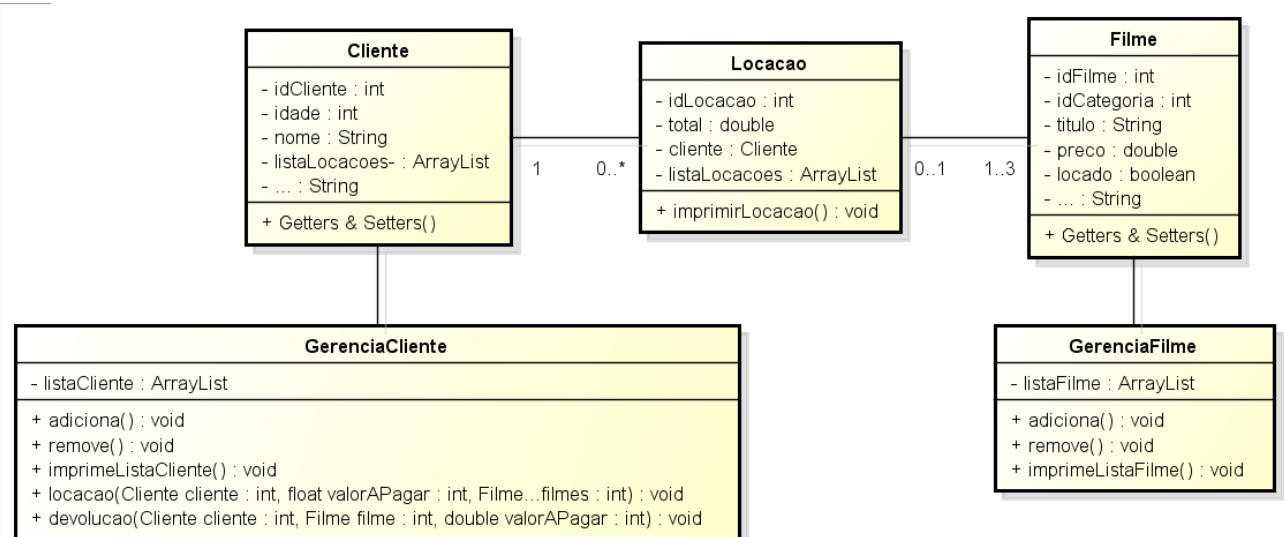 Cliente
- idCliente : int
- idade : int
- nome : String
- listaLocacoes- : ArrayList
- ... : String
+ Getters & Setters()
1
0..*
Locacao
- idLocacao : int
- total : double
- cliente : Cliente
- listaLocacoes : ArrayList
+ imprimirLocacao() : void
0..1
1..3
Filme
- idFilme : int
- idCategoria : int
- titulo : String
- preco : double
- locado : boolean
- ... : String
+ Getters & Setters()
GerenciaCliente
- listaCliente : ArrayList
+ adiciona() : void
+ remove() : void
+ imprimeListaCliente() : void
+ locacao(Cliente cliente : int, float valorAPagar : int, Filme...filmes : int) : void
+ devolucao(Cliente cliente : int, Filme filme : int, double valorAPagar : int) : void
GerenciaFilme
- listaFilme : ArrayList
+ adiciona() : void
+ remove() : void
+ imprimeListaFilme() : void